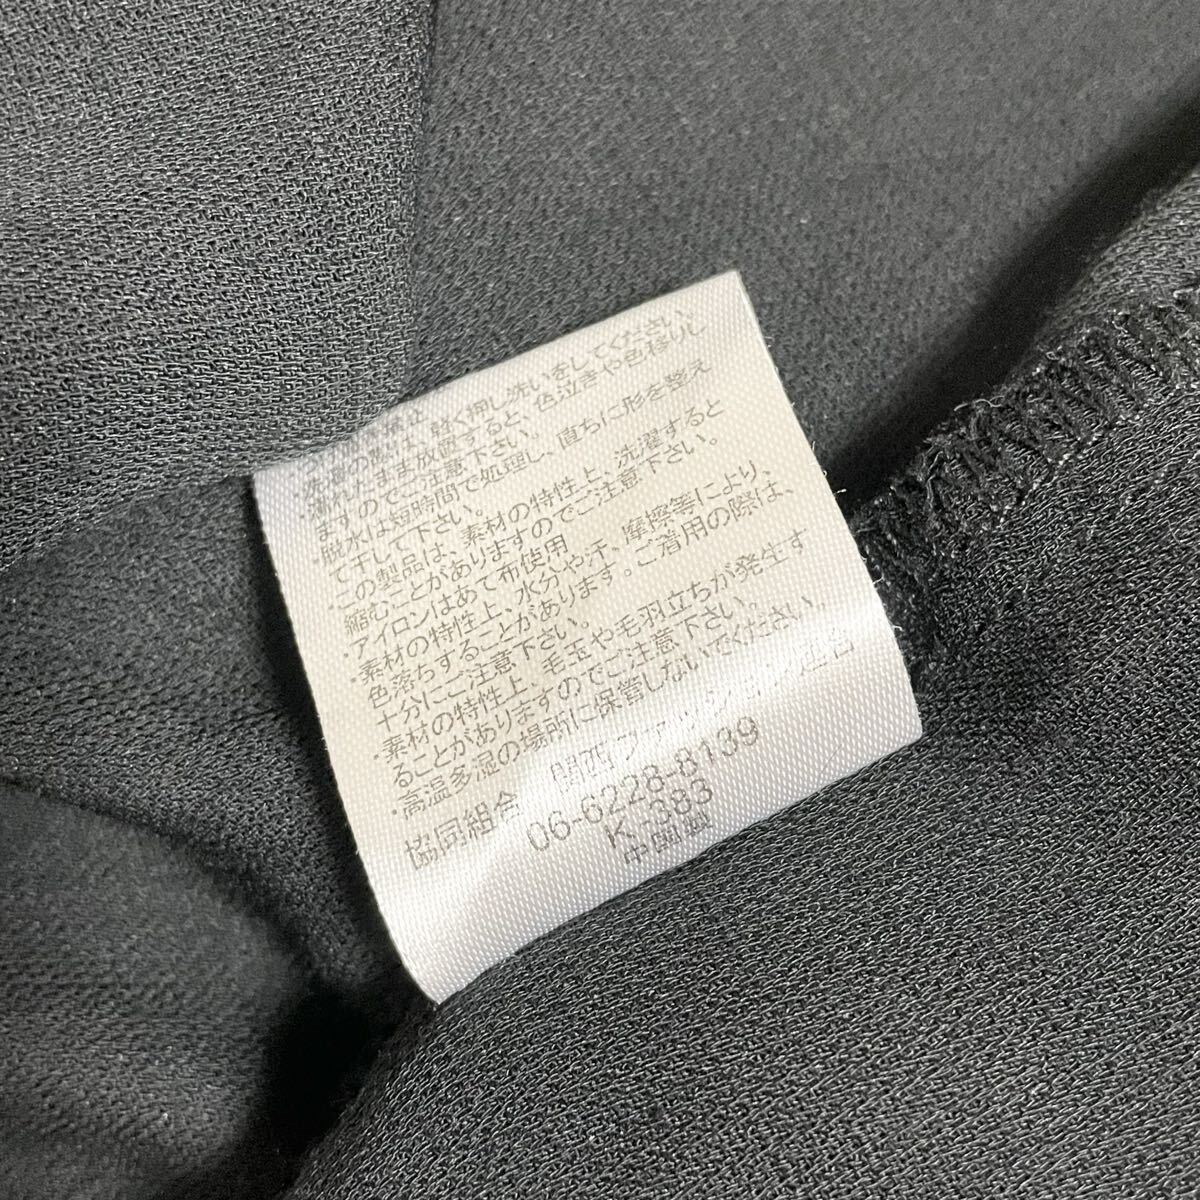 ・洗濯の際は、軽く押し洗いをしてください。
・濡れたまま放置すると、色泣きや色移りし
ますのでご注意下さい。
・脱水は短時間で処理し、直ちに形を整え
て干して下さい。
・この製品は、素材の特性上、洗濯すると
縮むことがありますのでご注意下さい。
・アイロンはあて布使用
・素材の特性上、水分や汗、摩擦等により、
色落ちすることがあります。ご着用の際は、
十分にご注意下さい。
・素材の特性上、毛玉や毛羽立ちが発生す
ることがありますのでご注意下さい。
・高温多湿の場所に保管しないでください。
協同組合 関西ファッション連合
06-6228-8139
K-383
中国製